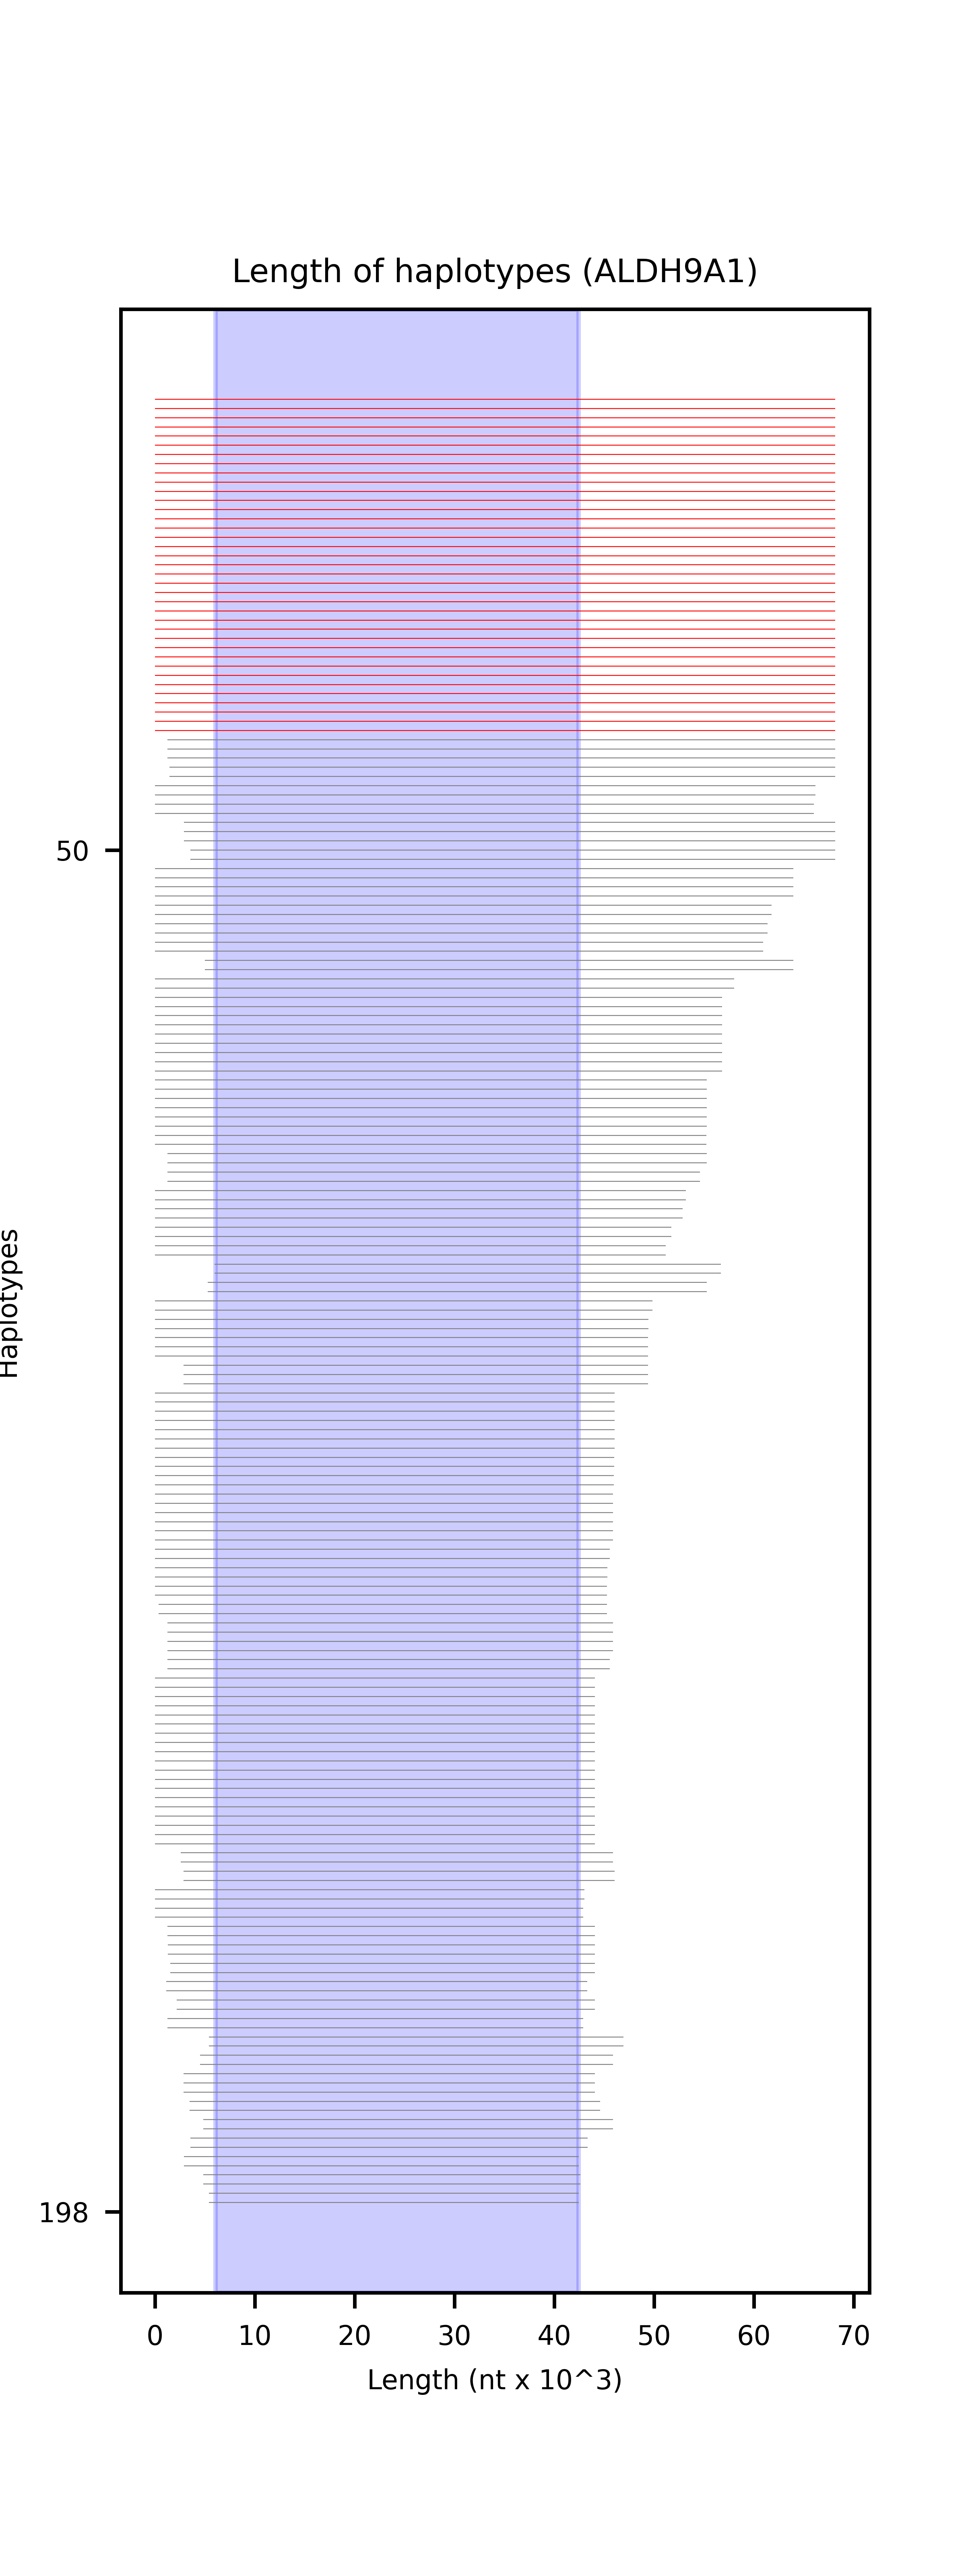 Length of haplotypes (ALDH9A1)
50
Haplotypes
198
0 10 20 30 40 50 60 70
Length (nt x 10^3)